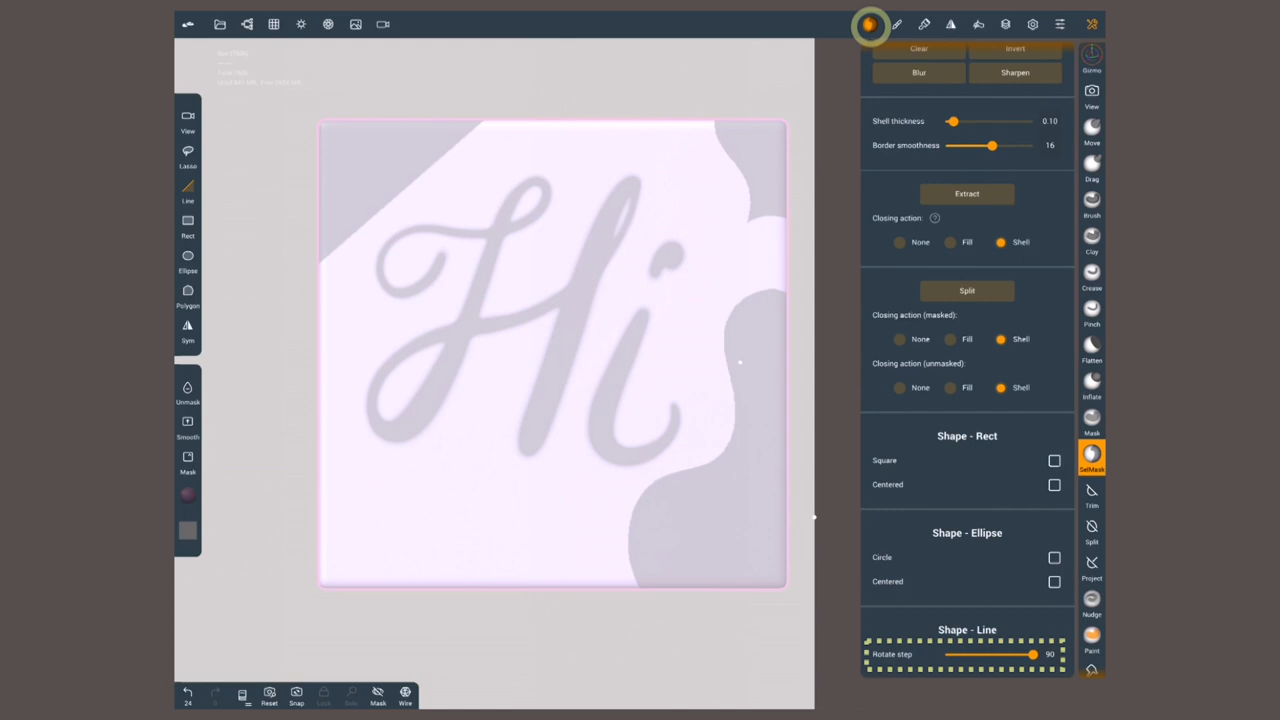 Clear Invert
Blur Sharpen
Gizmo
View
Shell thickness 0.10
View
Border smoothness 16
Move
Lasso
Drag
Extract
Line
Brush
Closing action: ?
Rect
None Fill Shell
Clay
Ellipse
Hi
Crease
Split
Polygon
Closing action (masked):
Pinch
Sym
None Fill Shell
Flatten
Closing action (unmasked):
None Fill Shell
Inflate
Unmask
Mask
Smooth
Shape - Rect
Square
SelMask
Mask
Centered
Trim
Shape - Ellipse
Split
Circle
Project
Centered
Nudge
Shape - Line
Rotate step 90
Paint
24 0 Reset Snap Lock Solo Mask Wire